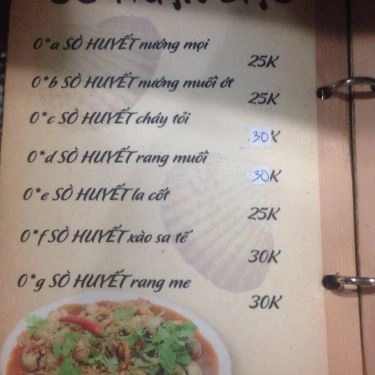 0*a SÒ HUYẾT nướng mọi
25K
0*b SÒ HUYẾT nướng muối ớt
25K
0*c SÒ HUYẾT cháy tỏi
30K
0*d SÒ HUYẾT rang muối
30K
0*e SÒ HUYẾT la cốt
25K
0*f SÒ HUYẾT xào sa tế
30K
0*g SÒ HUYẾT rang me
30K